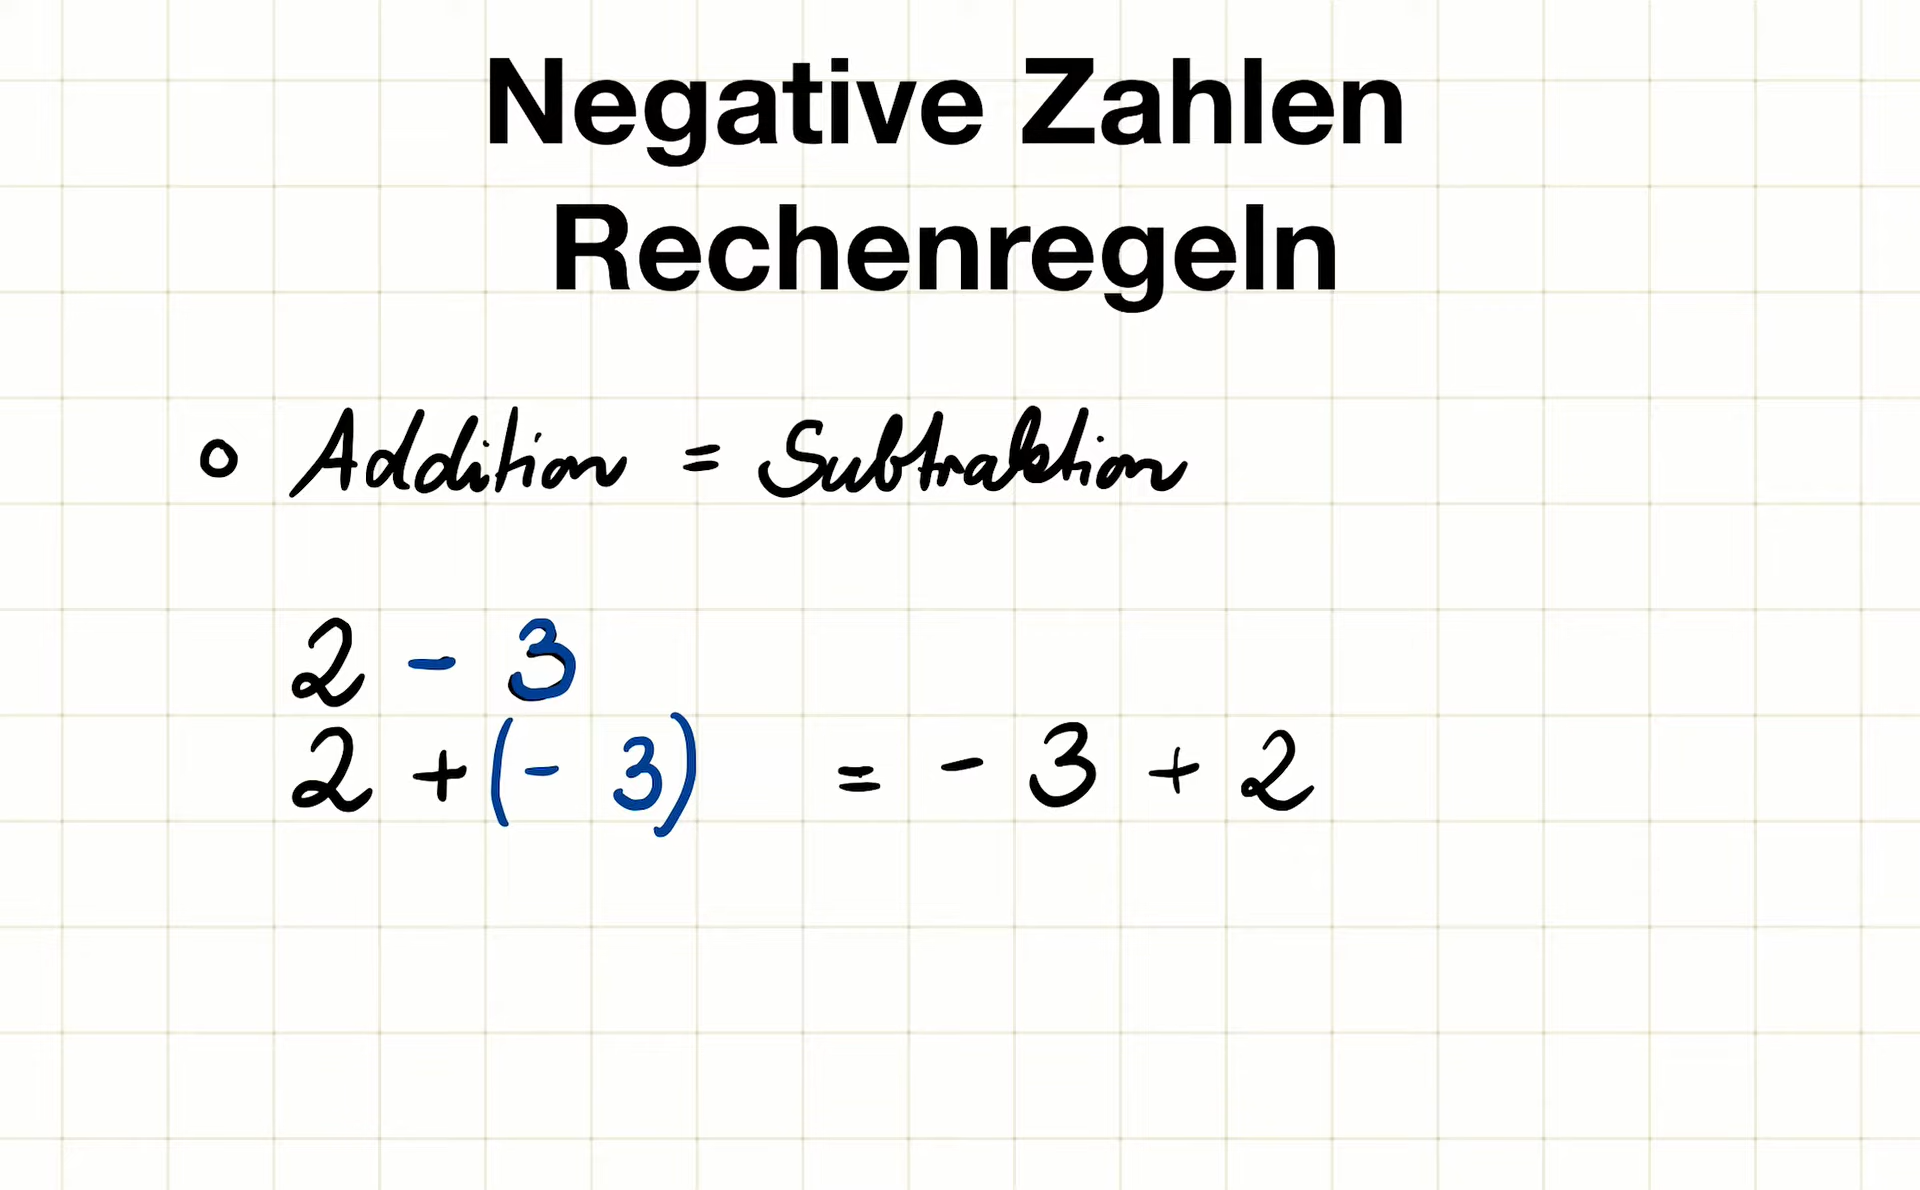 Negative Zahlen
Rechenregeln
o Addition = Subtraktion
2 - 3
2 + (- 3) = - 3 + 2